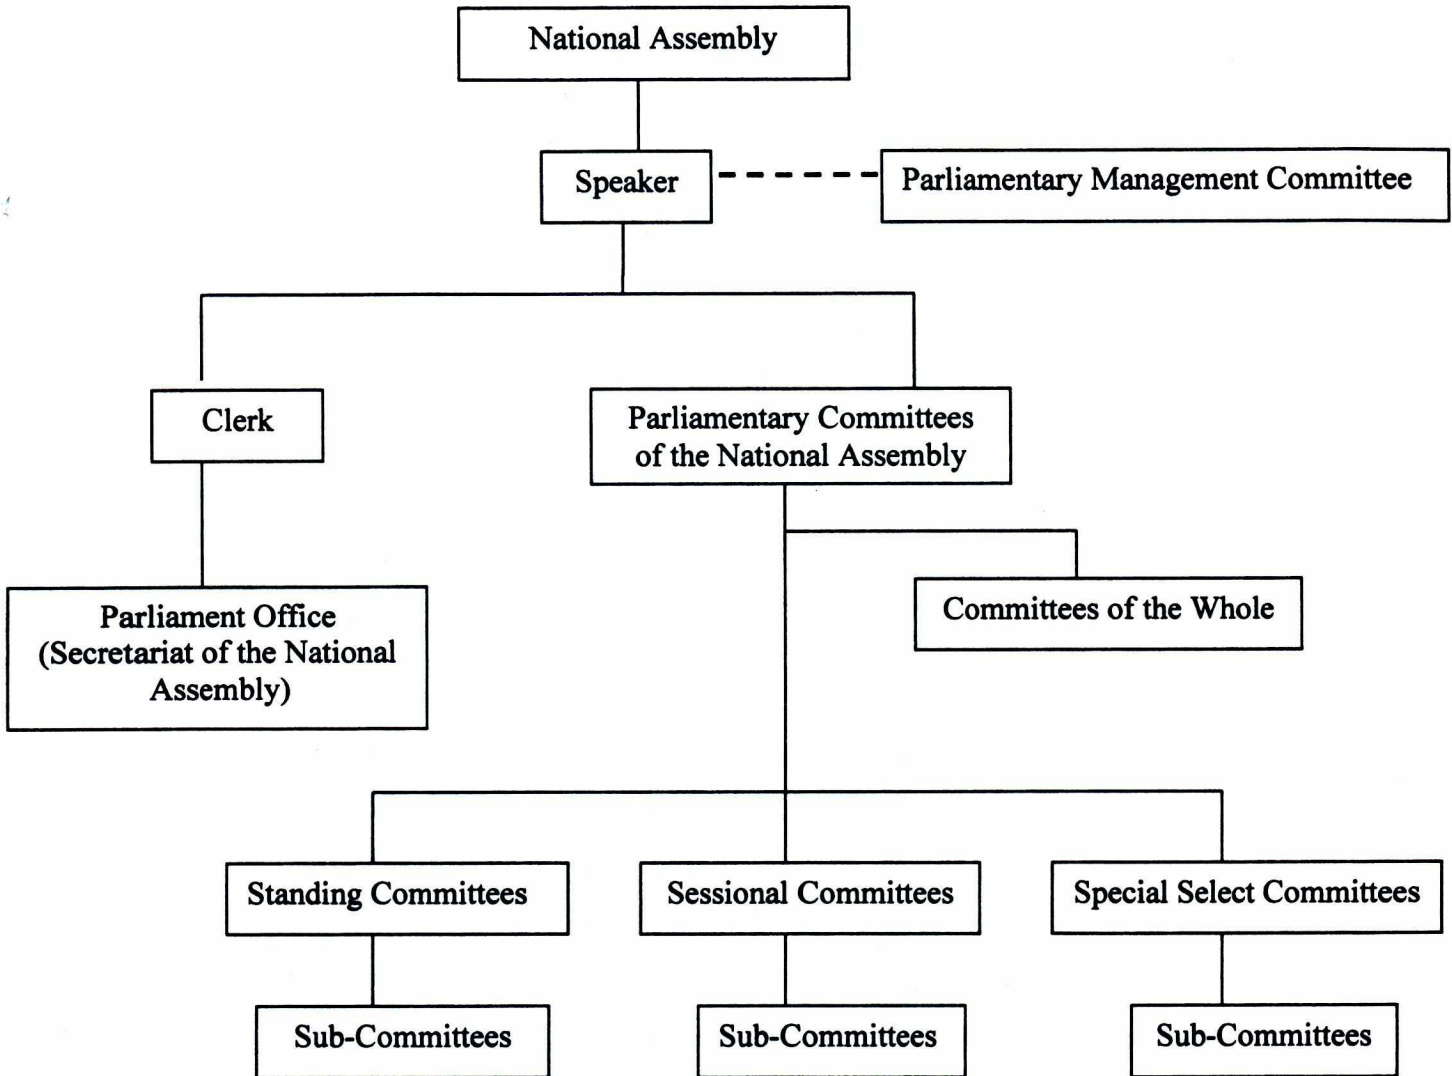 National Assembly
Speaker
Parliamentary Management Committee
Clerk
Parliamentary Committees
of the National Assembly
Parliament Office
(Secretariat of the National
Assembly)
Committees of the Whole
Standing Committees
Sessional Committees
Special Select Committees
Sub-Committees
Sub-Committees
Sub-Committees